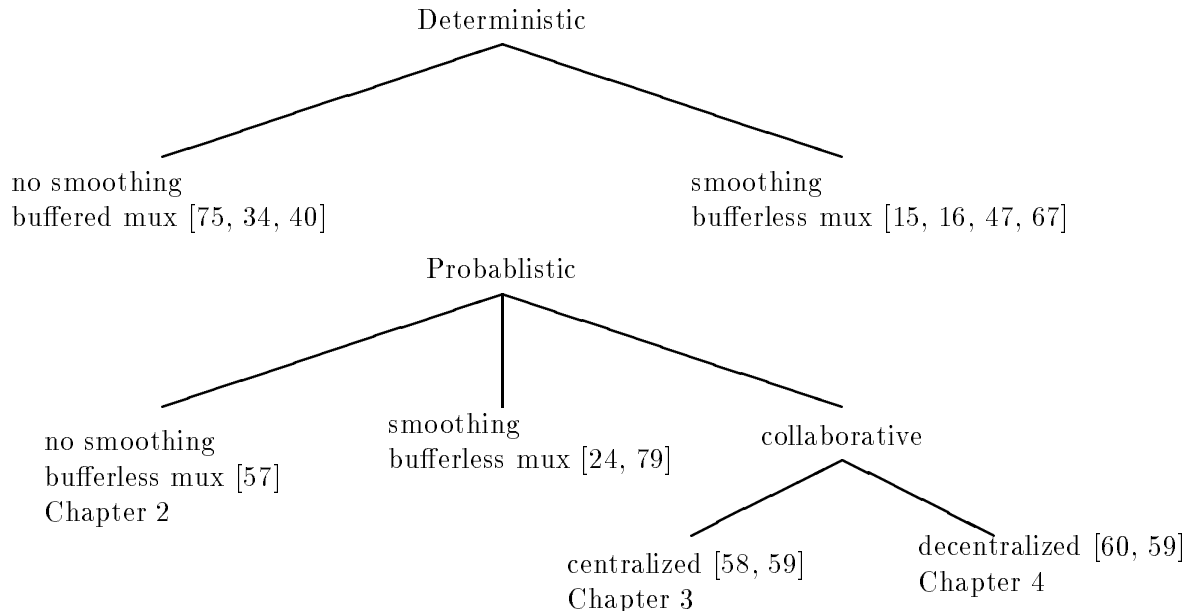 Deterministic
no smoothing
buffered mux [75, 34, 40]
smoothing
bufferless mux [15, 16, 47, 67]
Probablistic
no smoothing
bufferless mux [57]
Chapter 2
smoothing
bufferless mux [24, 79]
collaborative
centralized [58, 59]
Chapter 3
decentralized [60, 59]
Chapter 4